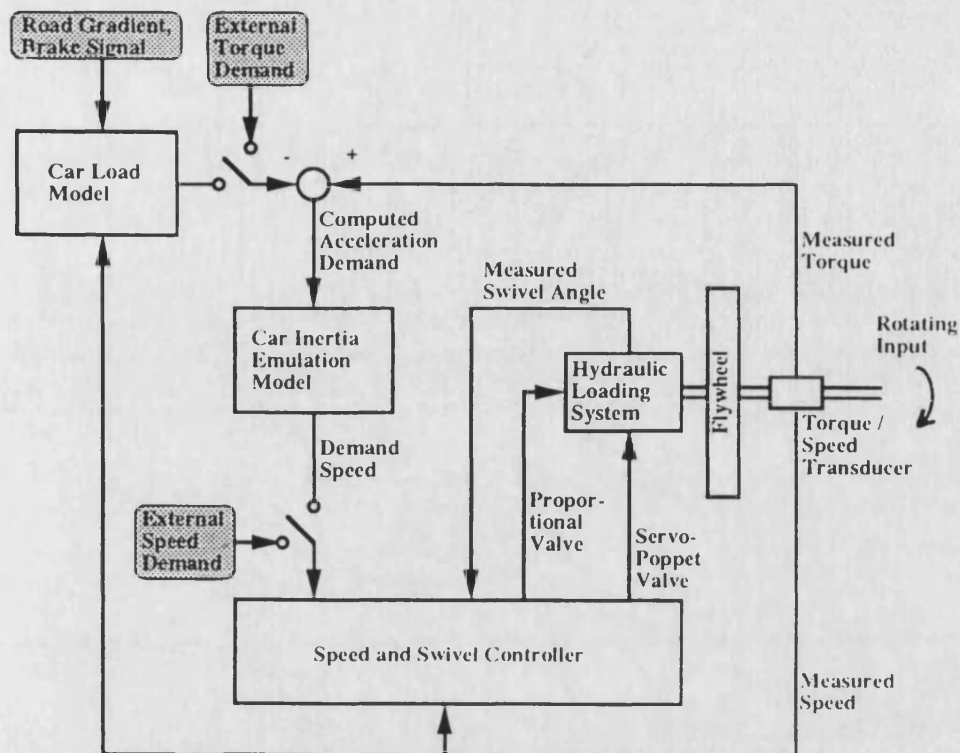 Road Gradient,
Brake Signal
External
Torque
Demand
Car Load
Model
-
+
Computed
Acceleration
Demand
Measured
Torque
Measured
Swivel Angle
Rotating
Input
Car Inertia
Emulation
Model
Hydraulic
Loading
System
Flywheel
Torque /
Speed
Transducer
Demand
Speed
External
Speed
Demand
Propor-
tional
Valve
Servo-
Poppet
Valve
Speed and Swivel Controller
Measured
Speed